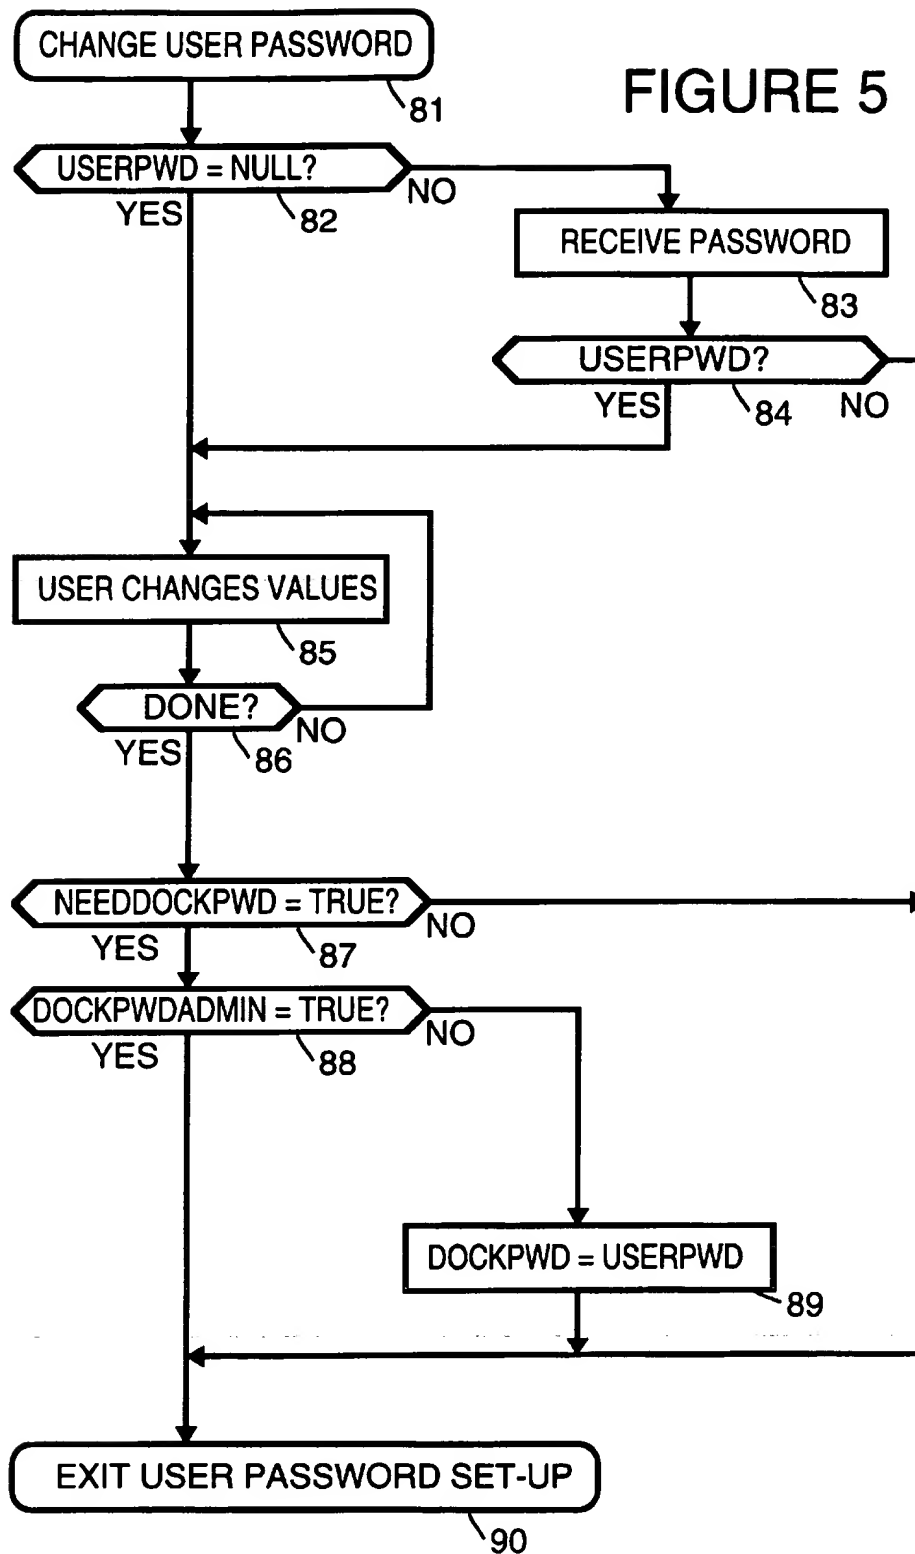 CHANGE USER PASSWORD
81
FIGURE 5
USERPWD = NULL?
NO
YES
82
RECEIVE PASSWORD
83
USERPWD?
YES
84
NO
USER CHANGES VALUES
85
DONE?
NO
YES
86
NEEDDOCKPWD = TRUE?
NO
YES
87
DOCKPWDADMIN = TRUE?
NO
YES
88
DOCKPWD = USERPWD
89
EXIT USER PASSWORD SET-UP
90